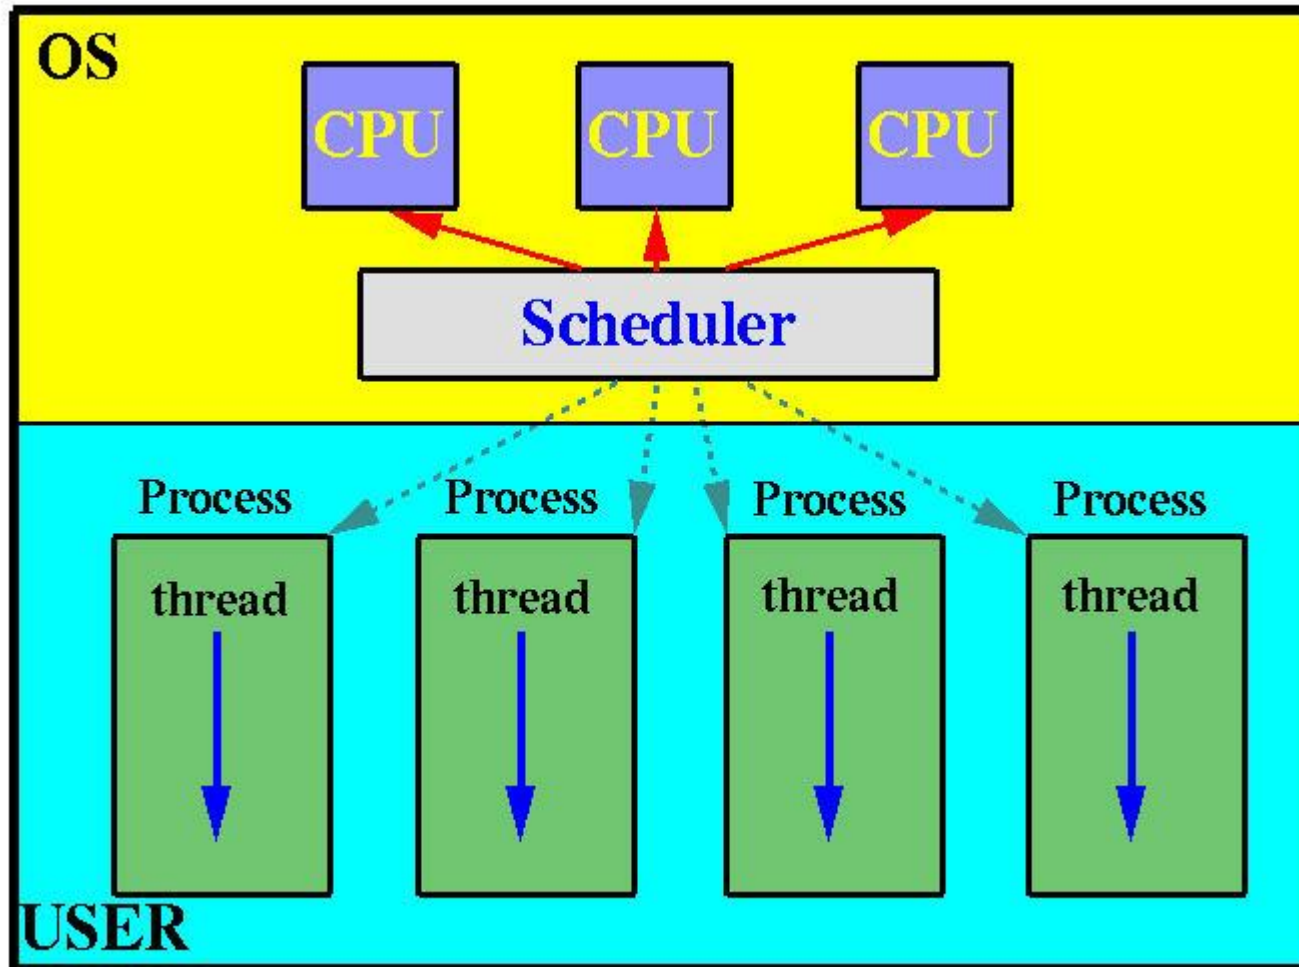 OS
CPU CPU CPU
Scheduler
Process Process Process Process
thread thread thread thread
USER